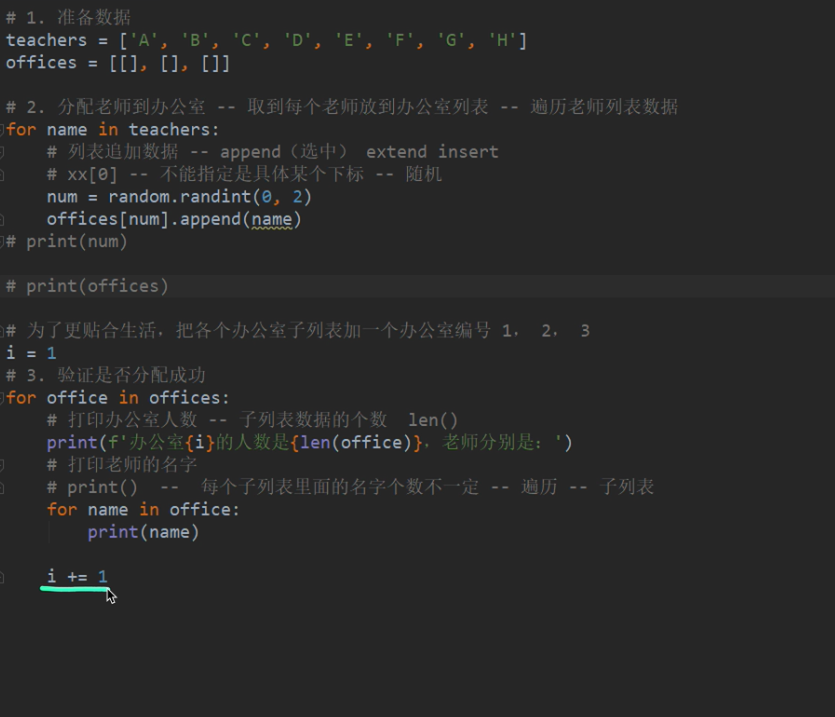 # 1. 准备数据
teachers = ['A', 'B', 'C', 'D', 'E', 'F', 'G', 'H']
offices = [[], [], []]
# 2. 分配老师到办公室 -- 取到每个老师放到办公室列表 -- 遍历老师列表数据
for name in teachers:
    # 列表追加数据 -- append（选中） extend insert
    # xx[0] -- 不能指定是具体某个下标 -- 随机
    num = random.randint(0, 2)
    offices[num].append(name)
# print(num)
# print(offices)
# 为了更贴合生活，把各个办公室子列表加一个办公室编号 1， 2， 3
i = 1
# 3. 验证是否分配成功
for office in offices:
    # 打印办公室人数 -- 子列表数据的个数  len()
    print(f'办公室{i}的人数是{len(office)}，老师分别是：')
    # 打印老师的名字
    # print()  --  每个子列表里面的名字个数不一定 -- 遍历 -- 子列表
    for name in office:
        print(name)
    i += 1